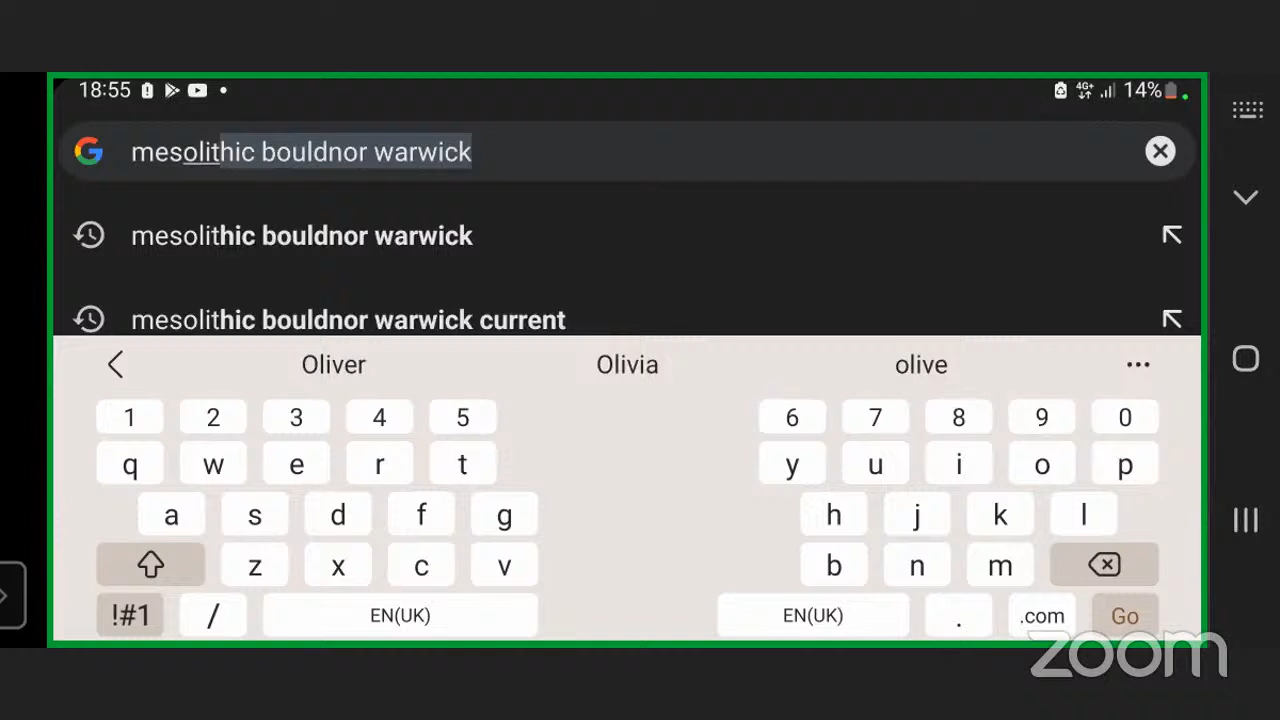 18:55 14%
mesolithic bouldnor warwick
mesolithic bouldnor warwick
mesolithic bouldnor warwick current
Oliver Olivia olive ...
1 2 3 4 5 6 7 8 9 0
q w e r t y u i o p
a s d f g h j k l
z x c v b n m
!#1 / EN(UK) EN(UK) . .com Go
zoom